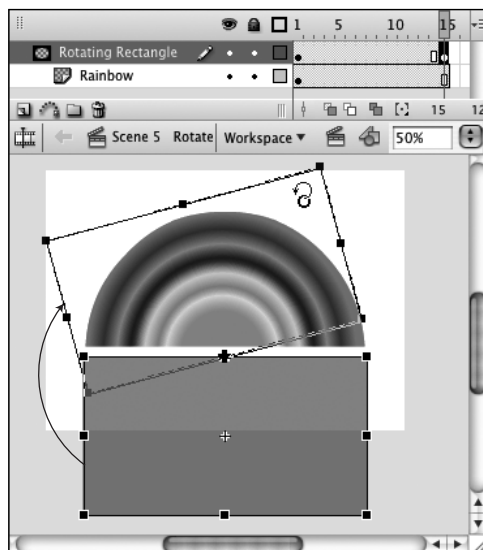 1 5 10 15
Rotating Rectangle
Rainbow
15 12
Scene 5 Rotate Workspace 50%